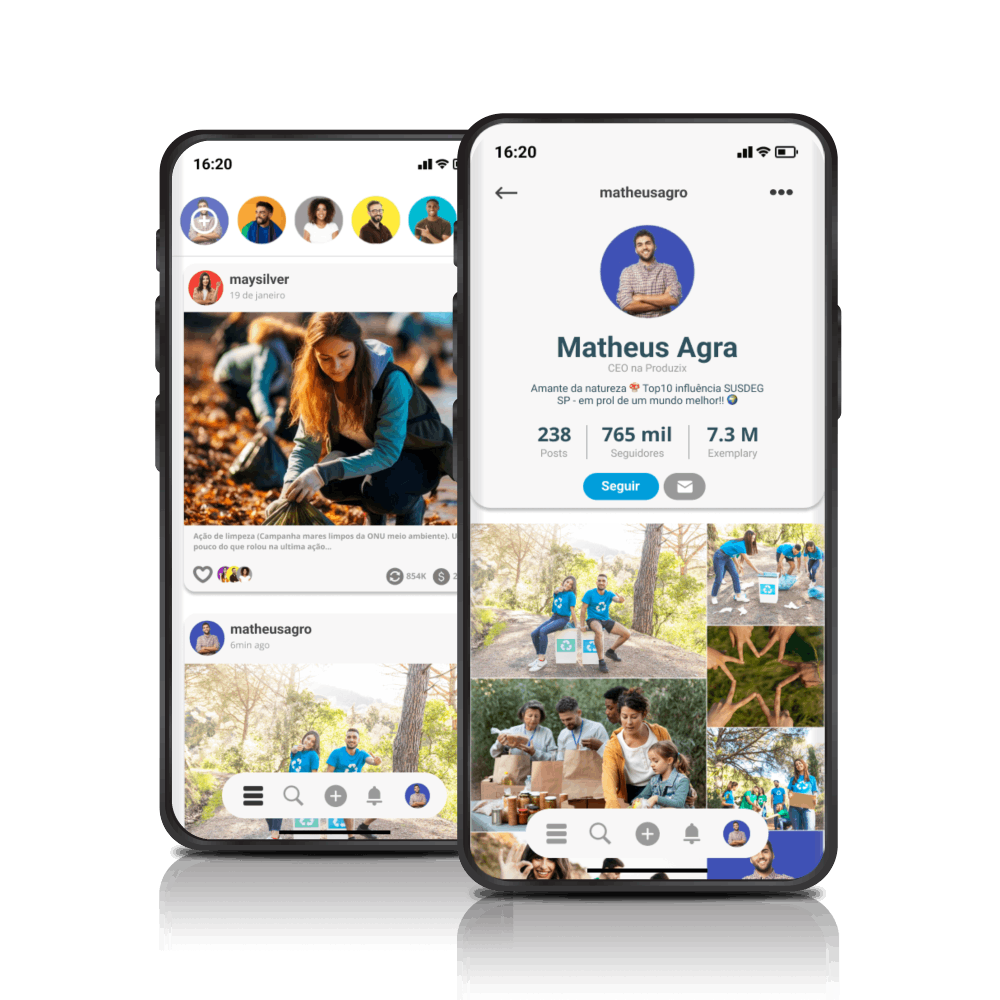 16:20
maysilver
19 de janeiro
Ação de limpeza (Campanha mares limpos da ONU meio ambiente). U
pouco do que rolou na ultima ação...
854K
2
matheusagro
6min ago
16:20
matheusagro
Matheus Agra
CEO na Produzix
Amante da natureza Top10 influência SUSDEG
SP - em prol de um mundo melhor!!
238 765 mil 7.3 M
Posts Seguidores Exemplary
Seguir